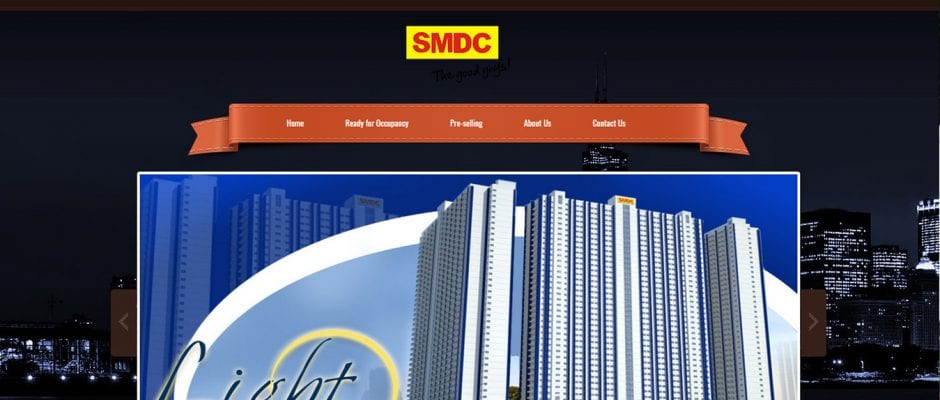 SMDC
The good guys!
Home Ready for Occupancy Pre-selling About Us Contact Us
SMDC
SMDC
Light